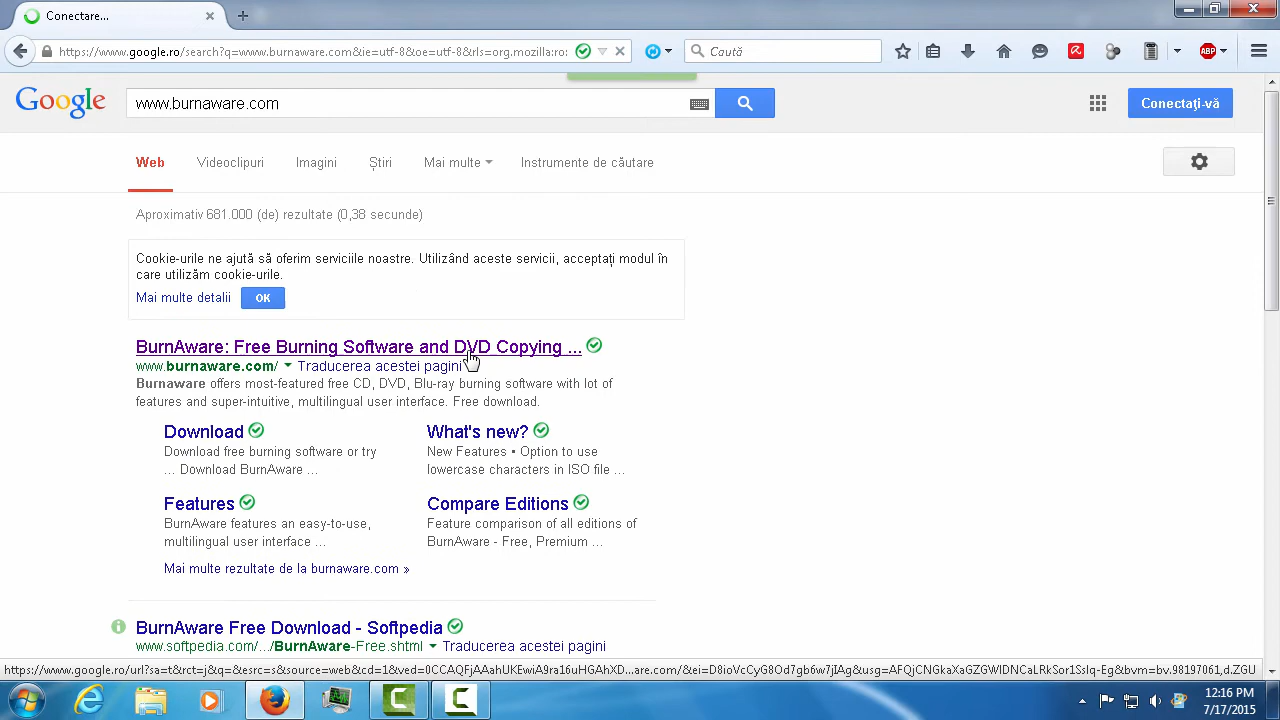 Conectare...
https://www.google.ro/search?q=www.burnaware.com&ie=utf-8&oe=utf-8&rls=org.mozilla:ro:
Caută
ABP
Google
www.burnaware.com
Conectaţi-vă
Web
Videoclipuri
Imagini
Știri
Mai multe
Instrumente de căutare
Aproximativ 681.000 (de) rezultate (0,38 secunde)
Cookie-urile ne ajută să oferim serviciile noastre. Utilizând aceste servicii, acceptați modul în
care utilizăm cookie-urile.
Mai multe detalii
OK
BurnAware: Free Burning Software and DVD Copying ...
www.burnaware.com/ Traducerea acestei pagini
Burnaware offers most-featured free CD, DVD, Blu-ray burning software with lot of
features and super-intuitive, multilingual user interface. Free download.
Download
Download free burning software or try
... Download BurnAware ...
What's new?
New Features • Option to use
lowercase characters in ISO file ...
Features
BurnAware features an easy-to-use,
multilingual user interface ...
Compare Editions
Feature comparison of all editions of
BurnAware - Free, Premium ...
Mai multe rezultate de la burnaware.com »
BurnAware Free Download - Softpedia
www.softpedia.com/.../BurnAware-Free.shtml Traducerea acestei pagini
https://www.google.ro/url?sa=t&rct=j&q=&esrc=s&source=web&cd=1&ved=0CCAQFjAAahUKEwiA9ra16uHGAhXD...are.com/&ei=D8ioVcCyG8Od7gb6w7jIAg&usg=AFQjCNGkaXaGZGWIDNCaLRkSor1Sslq-Eg&bvm=bv.98197061,d.ZGU
12:16 PM
7/17/2015